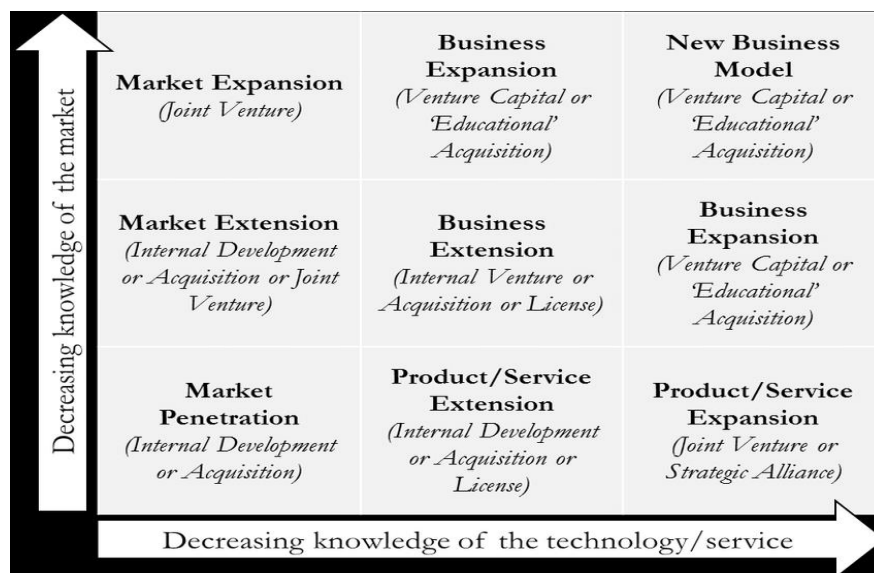 Decreasing knowledge of the market
Market Expansion
(Joint Venture)
Business
Expansion
(Venture Capital or
‘Educational’
Acquisition)
New Business
Model
(Venture Capital or
‘Educational’
Acquisition)
Market Extension
(Internal Development
or Acquisition or Joint
Venture)
Business
Extension
(Internal Venture or
Acquisition or License)
Business
Expansion
(Venture Capital or
‘Educational’
Acquisition)
Market
Penetration
(Internal Development
or Acquisition)
Product/Service
Extension
(Internal Development
or Acquisition or
License)
Product/Service
Expansion
(Joint Venture or
Strategic Alliance)
Decreasing knowledge of the technology/service